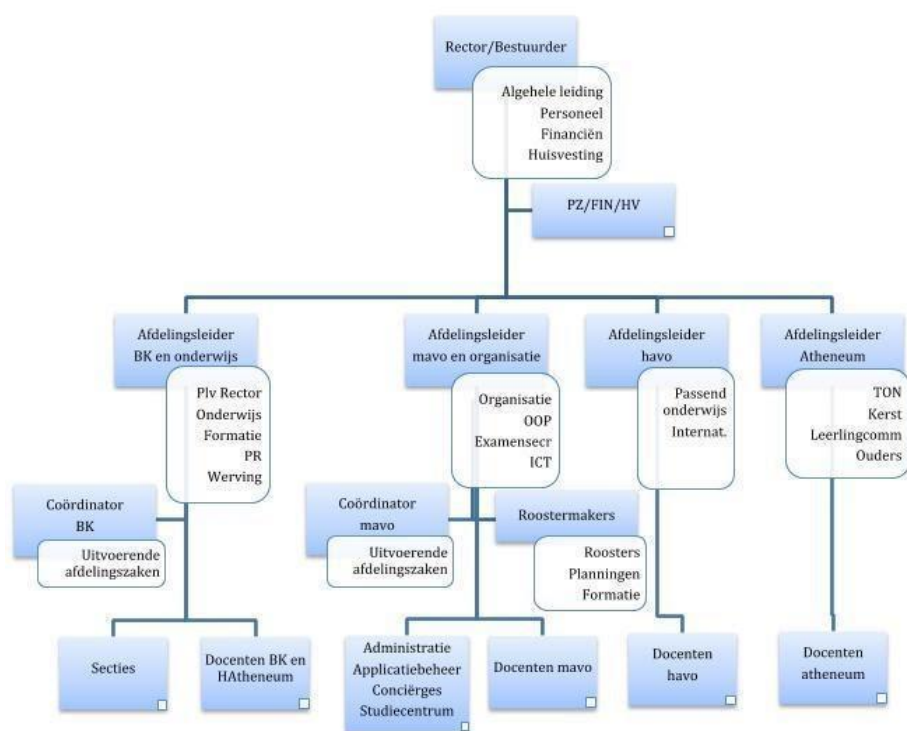 Rector/Bestuurder
Algehele leiding
Personeel
Financiën
Huisvesting
PZ/FIN/HV
Afdelingsleider
BK en onderwijs
Plv Rector
Onderwijs
Formatie
PR
Werving
Afdelingsleider
mavo en organisatie
Organisatie
OOP
Examensecr
ICT
Afdelingsleider
havo
Passend
onderwijs
Internat.
Afdelingsleider
Atheneum
TON
Kerst
Leerlingcomm
Ouders
Coördinator
BK
Uitvoerende
afdelingszaken
Coördinator
mavo
Uitvoerende
afdelingszaken
Roostermakers
Roosters
Planningen
Formatie
Secties
Docenten BK en
HAtheneum
Administratie
Applicatiebeheer
Conciërges
Studiecentrum
Docenten mavo
Docenten
havo
Docenten
atheneum